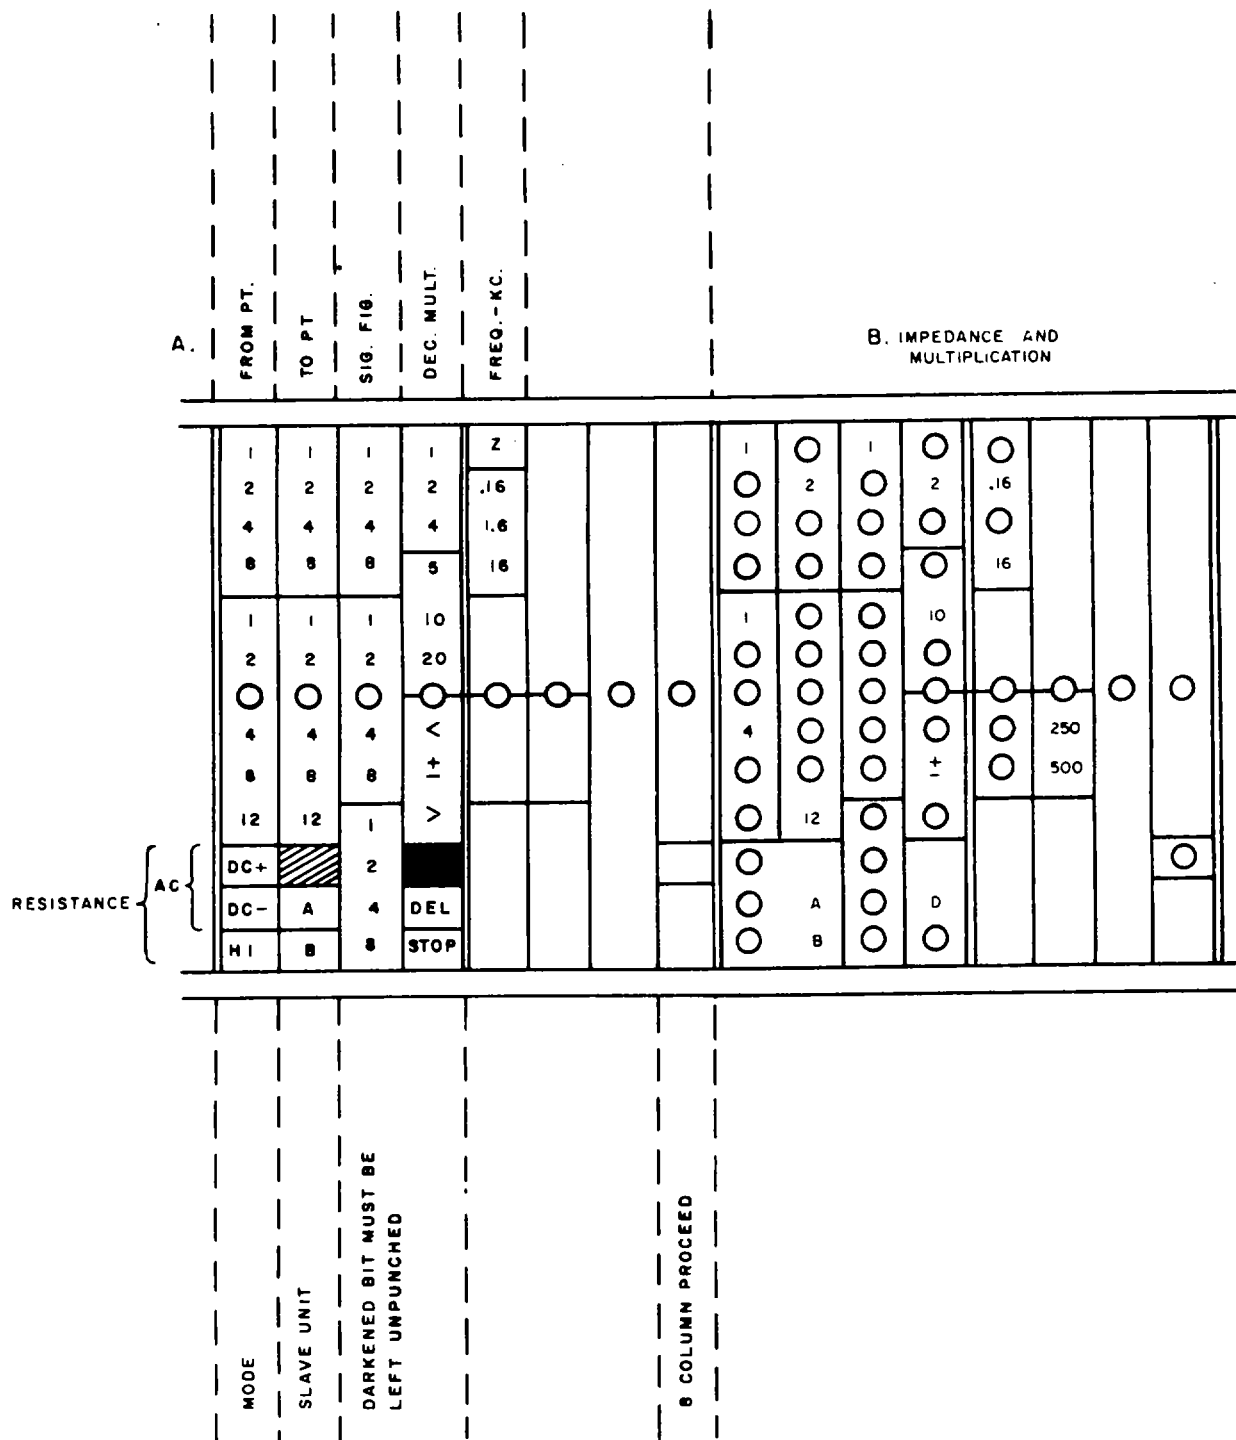 A.
FROM PT.
TO PT
SIG. FIG.
DEC. MULT.
FREQ.-KC.
B. IMPEDANCE AND
MULTIPLICATION
1 1 1 1 Z 1 1
2 2 2 2 .16 2 2 .16
4 4 4 4 1.6
8 8 8 5 16 16
1 1 1 10 1 10
2 2 2 20
4 4 4 < 4 250
8 8 8 ± ± 500
12 12 > 12
1
DC+ 2
AC
RESISTANCE
DC- A 4 DEL A D
HI B 8 STOP B
MODE
SLAVE UNIT
DARKENED BIT MUST BE
LEFT UNPUNCHED
8 COLUMN PROCEED